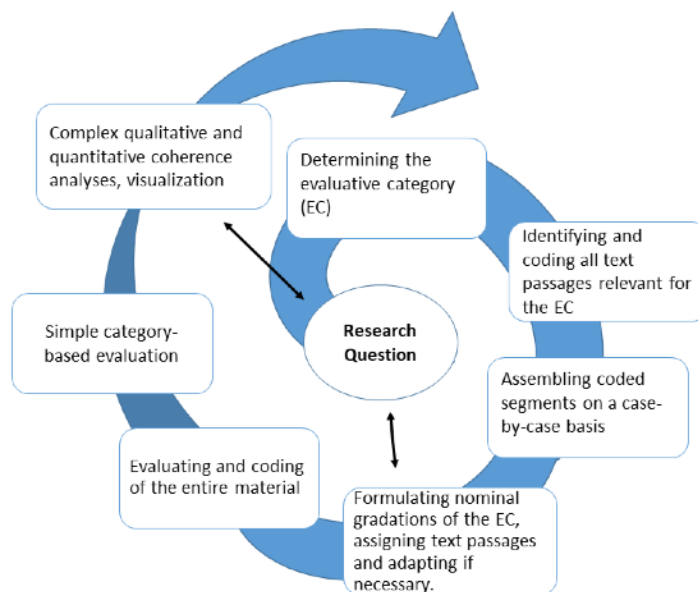 Complex qualitative and
quantitative coherence
analyses, visualization
Determining the
evaluative category
(EC)
Identifying and
coding all text
passages relevant for
the EC
Research
Question
Simple category-
based evaluation
Assembling coded
segments on a case-
by-case basis
Evaluating and coding
of the entire material
Formulating nominal
gradations of the EC,
assigning text passages
and adapting if
necessary.